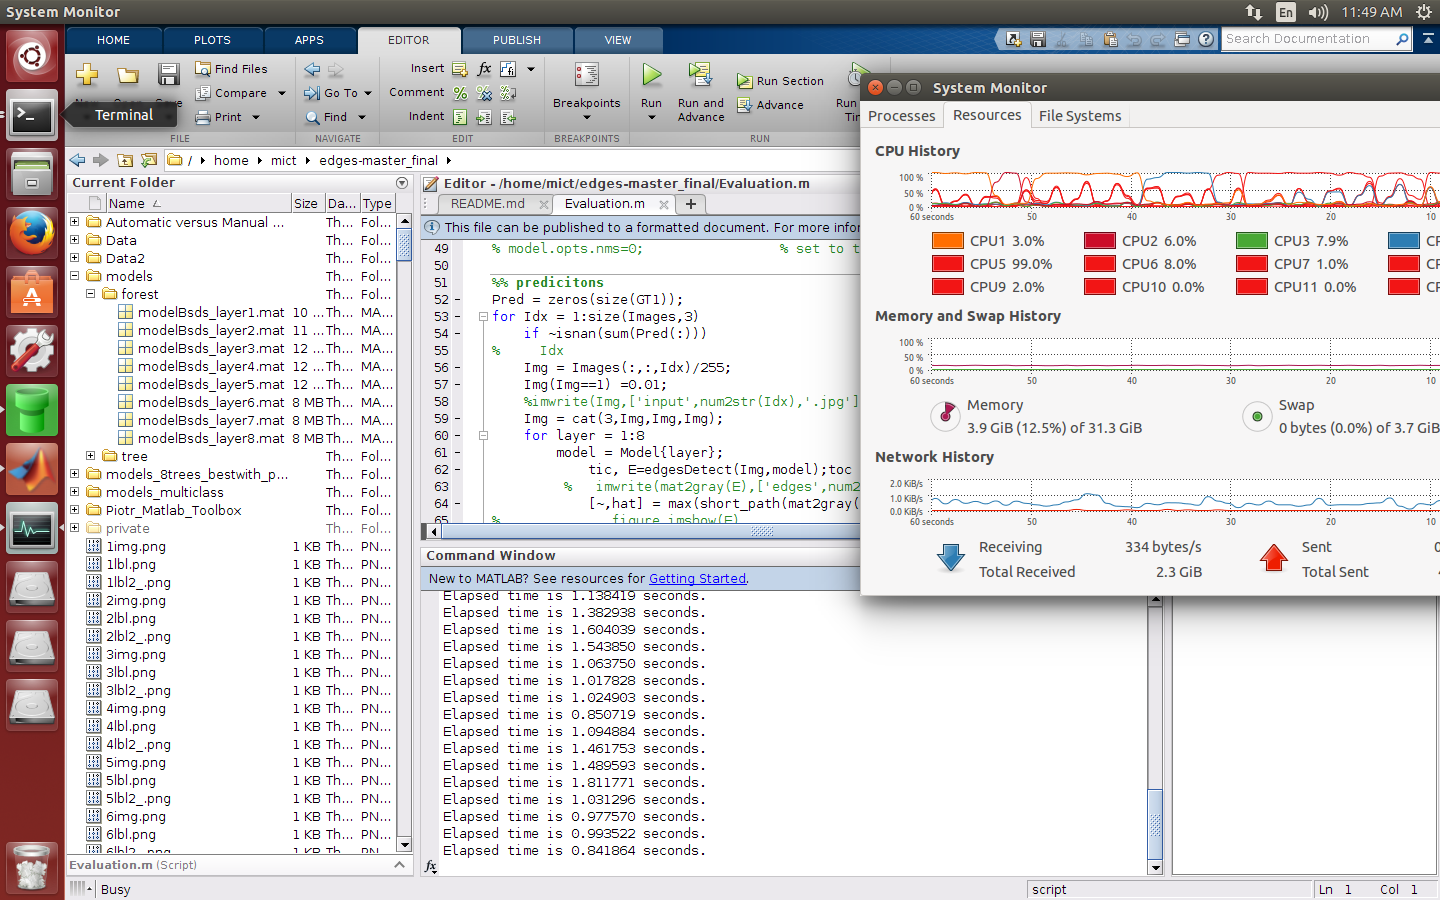 System Monitor
En
11:49 AM
HOME
PLOTS
APPS
EDITOR
PUBLISH
VIEW
Search Documentation
Terminal
Find Files
Compare
Print
FILE
Go To
Find
NAVIGATE
Insert
Comment
Indent
EDIT
Breakpoints
BREAKPOINTS
Run
Run and
Advance
Run Section
Advance
RUN
/ home mict edges-master_final
Current Folder
Name Size Da... Type
Automatic versus Manual ... Th... Fol...
Data Th... Fol...
Data2 Th... Fol...
models Th... Fol...
forest Th... Fol...
modelBsds_layer1.mat 10 ... Th... MA...
modelBsds_layer2.mat 11 ... Th... MA...
modelBsds_layer3.mat 12 ... Th... MA...
modelBsds_layer4.mat 12 ... Th... MA...
modelBsds_layer5.mat 12 ... Th... MA...
modelBsds_layer6.mat 8 MB Th... MA...
modelBsds_layer7.mat 8 MB Th... MA...
modelBsds_layer8.mat 8 MB Th... MA...
tree Th... Fol...
models_8trees_bestwith_p... Th... Fol...
models_multiclass Th... Fol...
Piotr_Matlab_Toolbox Th... Fol...
private Th... Fol...
1img.png 1 KB Th... PN...
1lbl.png 1 KB Th... PN...
1lbl2_.png 1 KB Th... PN...
2img.png 1 KB Th... PN...
2lbl.png 1 KB Th... PN...
2lbl2_.png 1 KB Th... PN...
3img.png 1 KB Th... PN...
3lbl.png 1 KB Th... PN...
3lbl2_.png 1 KB Th... PN...
4img.png 1 KB Th... PN...
4lbl.png 1 KB Th... PN...
4lbl2_.png 1 KB Th... PN...
5img.png 1 KB Th... PN...
5lbl.png 1 KB Th... PN...
5lbl2_.png 1 KB Th... PN...
6img.png 1 KB Th... PN...
6lbl.png 1 KB Th... PN...
6lbl2_.png 1 KB Th... PN...
Evaluation.m (Script)
Busy
Editor - /home/mict/edges-master_final/Evaluation.m
README.md
Evaluation.m
This file can be published to a formatted document. For more infor
49 % model.opts.nms=0; % set to t
50
51 %% predicitons
52 - Pred = zeros(size(GT1));
53 - for Idx = 1:size(Images,3)
54 - if ~isnan(sum(Pred(:)))
55 % Idx
56 - Img = Images(:,:,Idx)/255;
57 - Img(Img==1) =0.01;
58 %imwrite(Img,['input',num2str(Idx),'.jpg']
59 - Img = cat(3,Img,Img,Img);
60 - for layer = 1:8
61 - model = Model{layer};
62 - tic, E=edgesDetect(Img,model);toc
63 % imwrite(mat2gray(E),['edges',num2
64 - [~,hat] = max(short_path(mat2gray(
65 % figure,imshow(E)
Command Window
New to MATLAB? See resources for Getting Started.
Elapsed time is 1.138419 seconds.
Elapsed time is 1.382938 seconds.
Elapsed time is 1.604039 seconds.
Elapsed time is 1.543850 seconds.
Elapsed time is 1.063750 seconds.
Elapsed time is 1.017828 seconds.
Elapsed time is 1.024903 seconds.
Elapsed time is 0.850719 seconds.
Elapsed time is 1.094884 seconds.
Elapsed time is 1.461753 seconds.
Elapsed time is 1.489593 seconds.
Elapsed time is 1.811771 seconds.
Elapsed time is 1.031296 seconds.
Elapsed time is 0.977570 seconds.
Elapsed time is 0.993522 seconds.
Elapsed time is 0.841864 seconds.
fx
script
Ln 1 Col 1
System Monitor
Processes
Resources
File Systems
CPU History
100 %
50 %
0 %
60 seconds 50 40 30 20 10
CPU1 3.0% CPU2 6.0% CPU3 7.9%
CPU5 99.0% CPU6 8.0% CPU7 1.0%
CPU9 2.0% CPU10 0.0% CPU11 0.0%
Memory and Swap History
100 %
50 %
0 %
60 seconds 50 40 30 20 10
Memory
3.9 GiB (12.5%) of 31.3 GiB
Swap
0 bytes (0.0%) of 3.7 GiB
Network History
2.0 KiB/s
1.0 KiB/s
0.0 KiB/s
60 seconds 50 40 30 20 10
Receiving 334 bytes/s
Total Received 2.3 GiB
Sent
Total Sent